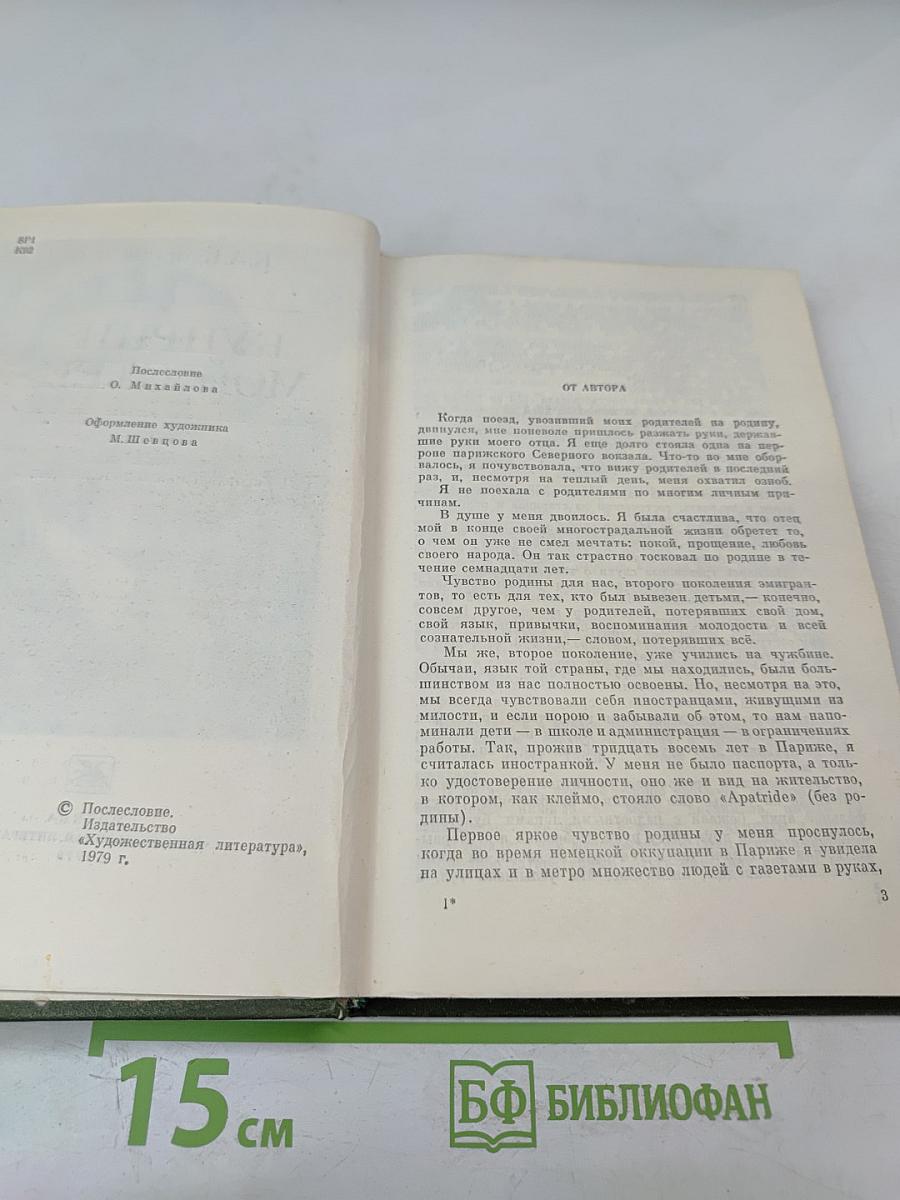 8Р1
К92
Послесловие
О. Михайлова
Оформление художника
М. Шевцова
© Послесловие.
Издательство
«Художественная литература»,
1979 г.
ОТ АВТОРА
Когда поезд, увозивший моих родителей на родину,
двинулся, мне поневоле пришлось разжать руки, держав-
шие руки моего отца. Я еще долго стояла одна на пер-
роне парижского Северного вокзала. Что-то во мне обор-
валось, я почувствовала, что вижу родителей в последний
раз, и, несмотря на теплый день, меня охватил озноб.
Я не поехала с родителями по многим личным при-
чинам.
В душе у меня двоилось. Я была счастлива, что отец
мой в конце своей многострадальной жизни обретет то,
о чем он уже не смел мечтать: покой, прощение, любовь
своего народа. Он так страстно тосковал по родине в те-
чение семнадцати лет.
Чувство родины для нас, второго поколения эмигран-
тов, то есть для тех, кто был вывезен детьми,— конечно,
совсем другое, чем у родителей, потерявших свой дом,
свой язык, привычки, воспоминания молодости и всей
сознательной жизни,— словом, потерявших всё.
Мы же, второе поколение, уже учились на чужбине.
Обычаи, язык той страны, где мы находились, были боль-
шинством из нас полностью освоены. Но, несмотря на это,
мы всегда чувствовали себя иностранцами, живущими из
милости, и если порою и забывали об этом, то нам напо-
минали дети — в школе и администрация — в ограничениях
работы. Так, прожив тридцать восемь лет в Париже, я
считалась иностранкой. У меня не было паспорта, а толь-
ко удостоверение личности, оно же и вид на жительство,
в котором, как клеймо, стояло слово «Apatride» (без ро-
дины).
Первое яркое чувство родины у меня проснулось,
когда во время немецкой оккупации в Париже я увидела
на улицах и в метро множество людей с газетами в руках,
1*
3
15 см
БФ БИБЛИОФАН